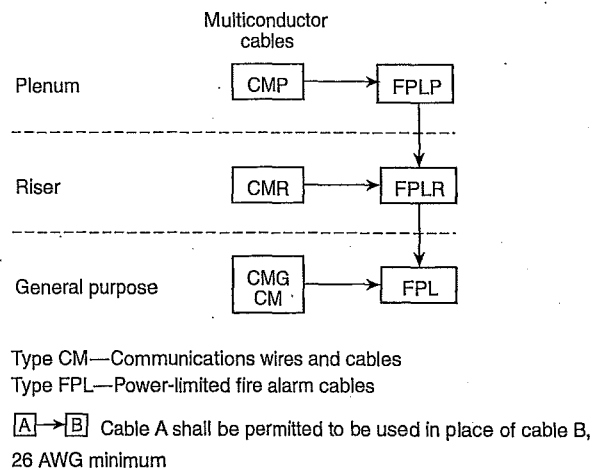 Multiconductor
cables
Plenum
CMP
FPLP
Riser
CMR
FPLR
General purpose
CMG
CM
FPL
Type CM—Communications wires and cables
Type FPL—Power-limited fire alarm cables
A B Cable A shall be permitted to be used in place of cable B,
26 AWG minimum